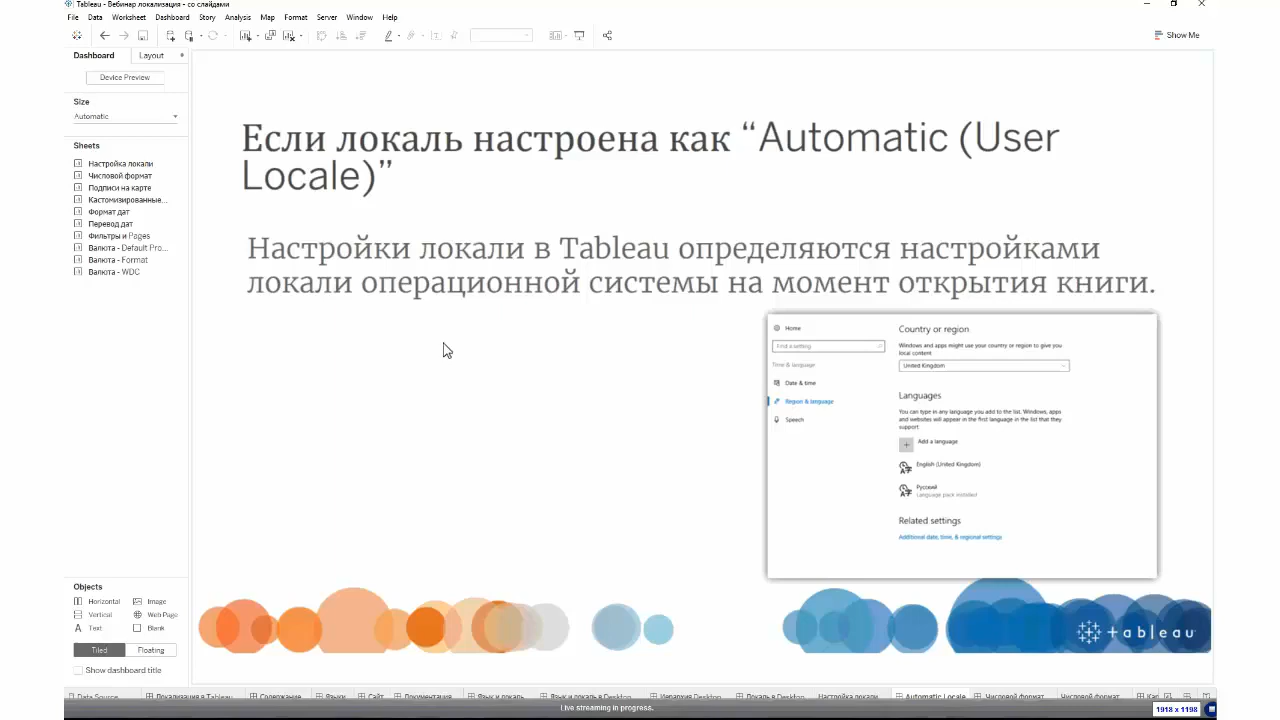 Tableau - Вебинар локализация - со слайдами
File Data Worksheet Dashboard Story Analysis Map Format Server Window Help
Show Me
Dashboard Layout
Device Preview
Size
Automatic
Sheets
Настройка локали
Числовой формат
Подписи на карте
Кастомизированные...
Формат дат
Перевод дат
Фильтры и Pages
Валюта - Default Pro...
Валюта - Format
Валюта - WDC
Если локаль настроена как “Automatic (User
Locale)”
Настройки локали в Tableau определяются настройками
локали операционной системы на момент открытия книги.
Home
Find a setting
Time & language
Date & time
Region & language
Speech
Country or region
Windows and apps might use your country or region to give you
local content
United Kingdom
Languages
You can type in any language you add to the list. Windows, apps
and websites will appear in the first language in the list that they
support
Add a language
English (United Kingdom)
Русский
Language pack installed
Related settings
Additional date, time, & regional settings
Objects
Horizontal Image
Vertical Web Page
Text Blank
Tiled Floating
Show dashboard title
tableau
Data Source Локализация в Tableau Содержание Языки Сайт Документация Язык и локаль Язык и локаль в Desktop Иерархия Desktop Локаль в Desktop Настройка локали Automatic Locale Числовой формат Числовой формат
Live streaming in progress.
1918 x 1198